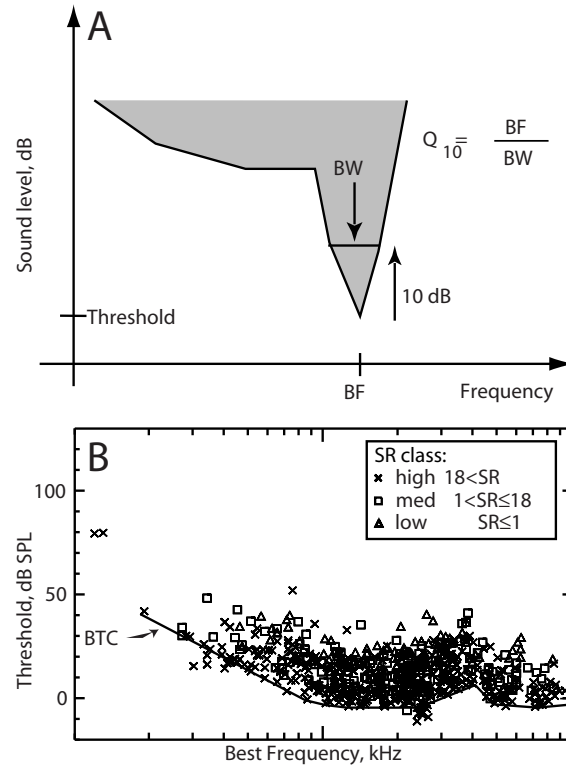 A
Sound level, dB
Q10= BF
BW
BW
10 dB
Threshold
BF
Frequency
B
Threshold, dB SPL
100
50
0
SR class:
high 18<SR
med 1<SR≤18
low SR≤1
BTC
Best Frequency, kHz